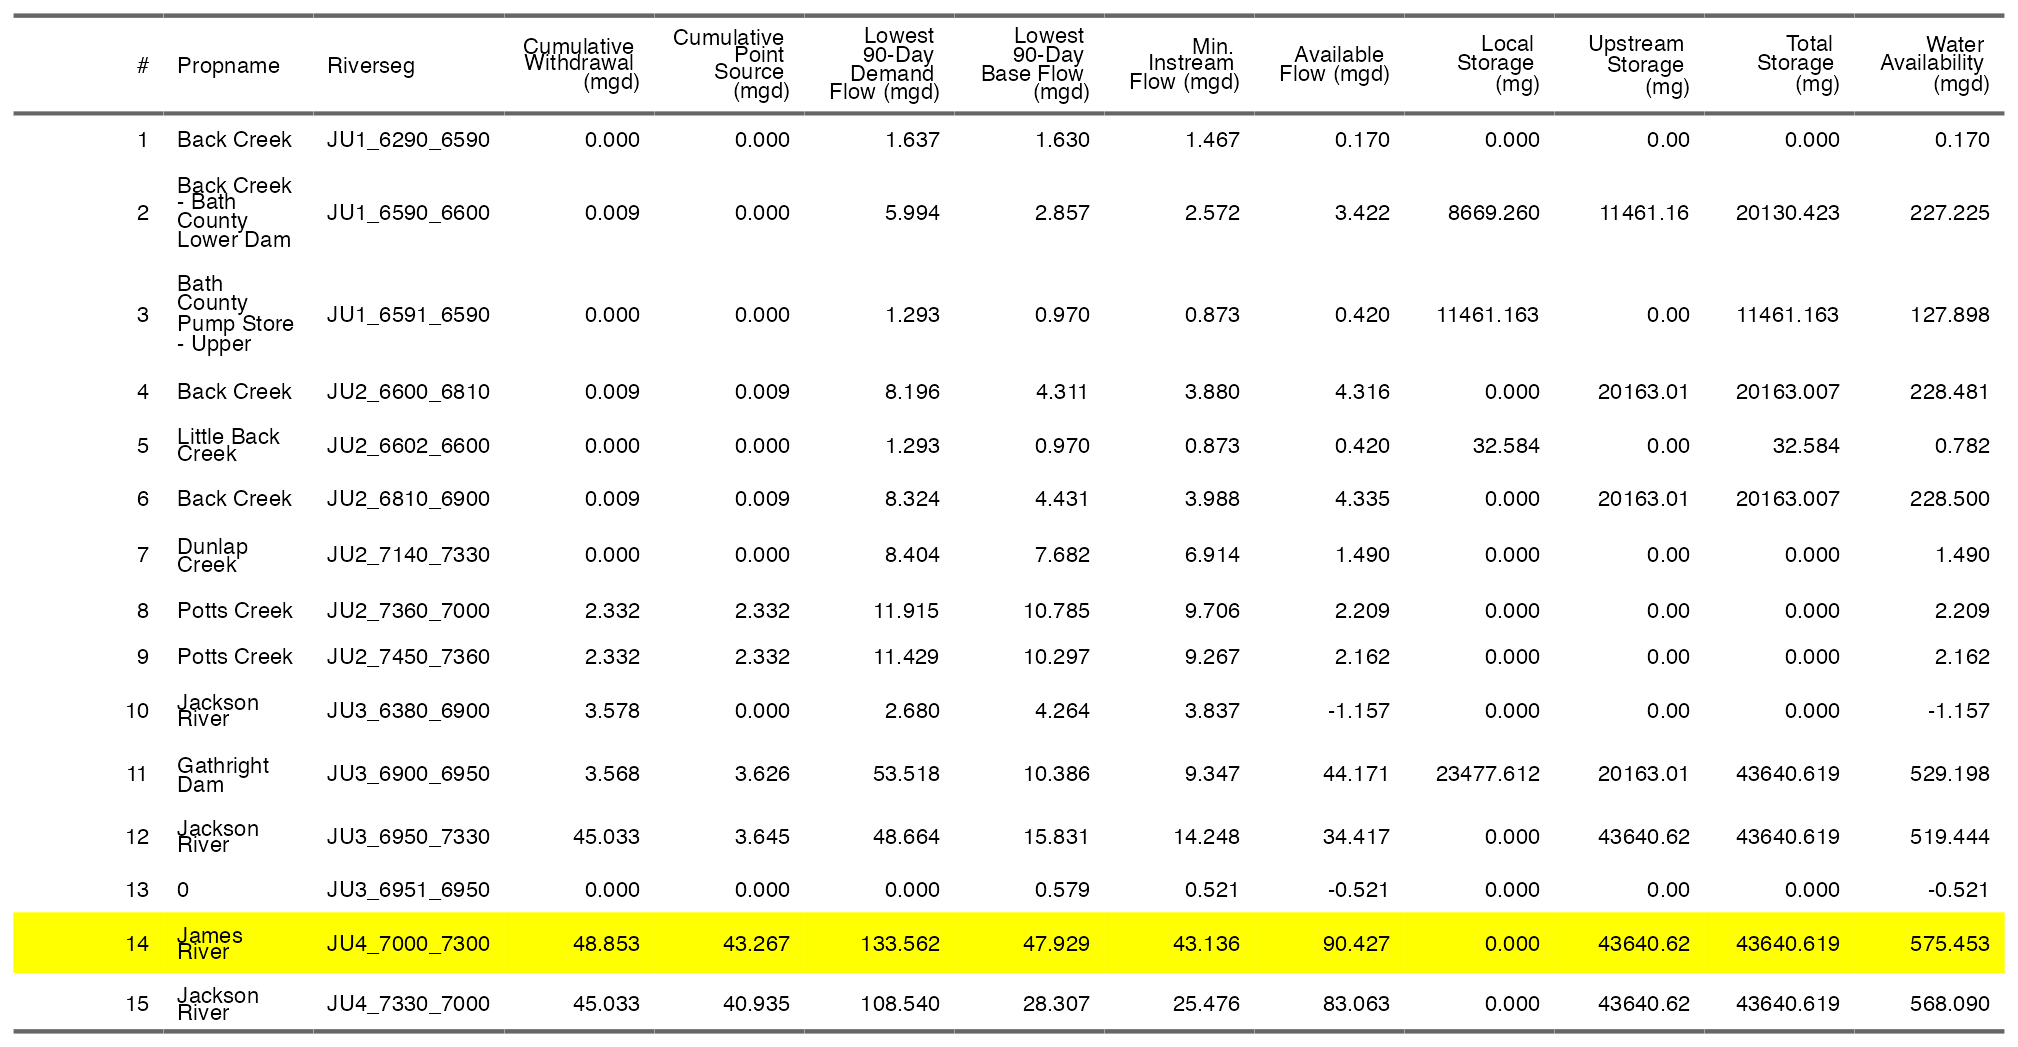 # Propname Riverseg Cumulative Withdrawal (mgd) Cumulative Point Source (mgd) Lowest 90-Day Demand Flow (mgd) Lowest 90-Day Base Flow (mgd) Min. Instream Flow (mgd) Available Flow (mgd) Local Storage (mg) Upstream Storage (mg) Total Storage (mg) Water Availability (mgd)
1 Back Creek JU1_6290_6590 0.000 0.000 1.637 1.630 1.467 0.170 0.000 0.00 0.000 0.170
2 Back Creek - Bath County Lower Dam JU1_6590_6600 0.009 0.000 5.994 2.857 2.572 3.422 8669.260 11461.16 20130.423 227.225
3 Bath County Pump Store - Upper JU1_6591_6590 0.000 0.000 1.293 0.970 0.873 0.420 11461.163 0.00 11461.163 127.898
4 Back Creek JU2_6600_6810 0.009 0.009 8.196 4.311 3.880 4.316 0.000 20163.01 20163.007 228.481
5 Little Back Creek JU2_6602_6600 0.000 0.000 1.293 0.970 0.873 0.420 32.584 0.00 32.584 0.782
6 Back Creek JU2_6810_6900 0.009 0.009 8.324 4.431 3.988 4.335 0.000 20163.01 20163.007 228.500
7 Dunlap Creek JU2_7140_7330 0.000 0.000 8.404 7.682 6.914 1.490 0.000 0.00 0.000 1.490
8 Potts Creek JU2_7360_7000 2.332 2.332 11.915 10.785 9.706 2.209 0.000 0.00 0.000 2.209
9 Potts Creek JU2_7450_7360 2.332 2.332 11.429 10.297 9.267 2.162 0.000 0.00 0.000 2.162
10 Jackson River JU3_6380_6900 3.578 0.000 2.680 4.264 3.837 -1.157 0.000 0.00 0.000 -1.157
11 Gathright Dam JU3_6900_6950 3.568 3.626 53.518 10.386 9.347 44.171 23477.612 20163.01 43640.619 529.198
12 Jackson River JU3_6950_7330 45.033 3.645 48.664 15.831 14.248 34.417 0.000 43640.62 43640.619 519.444
13 0 JU3_6951_6950 0.000 0.000 0.000 0.579 0.521 -0.521 0.000 0.00 0.000 -0.521
14 James River JU4_7000_7300 48.853 43.267 133.562 47.929 43.136 90.427 0.000 43640.62 43640.619 575.453
15 Jackson River JU4_7330_7000 45.033 40.935 108.540 28.307 25.476 83.063 0.000 43640.62 43640.619 568.090